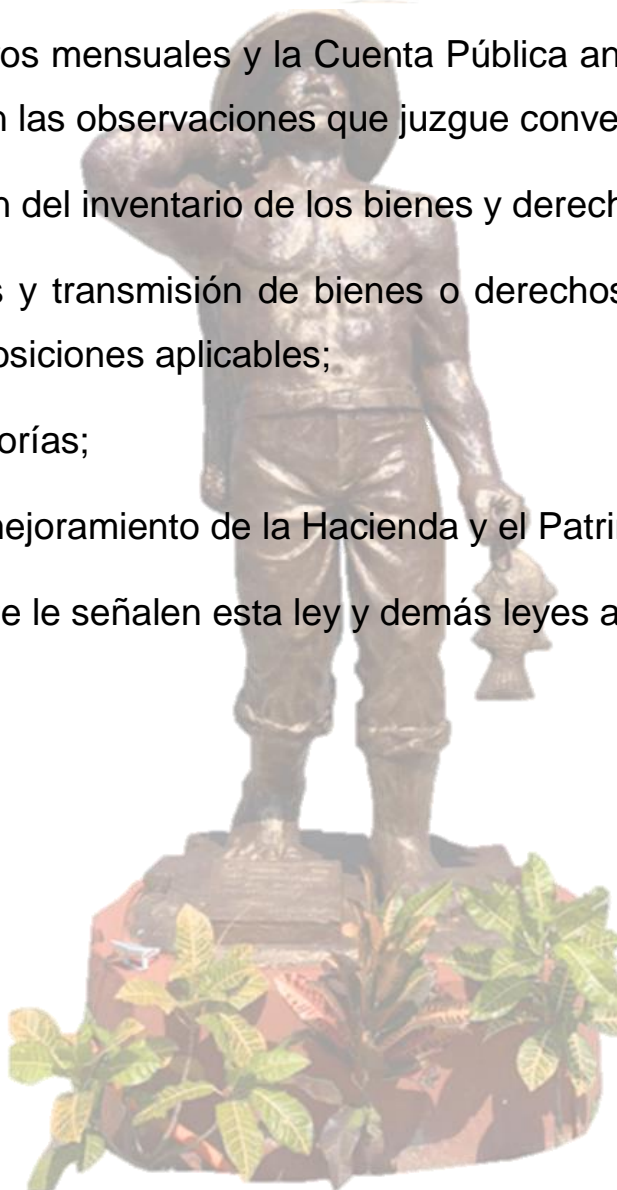 os mensuales y la Cuenta Pública an
n las observaciones que juzgue conve
n del inventario de los bienes y derech
s y transmisión de bienes o derechos
osiciones aplicables;
orías;
nejoramiento de la Hacienda y el Patri
e le señalen esta ley y demás leyes a